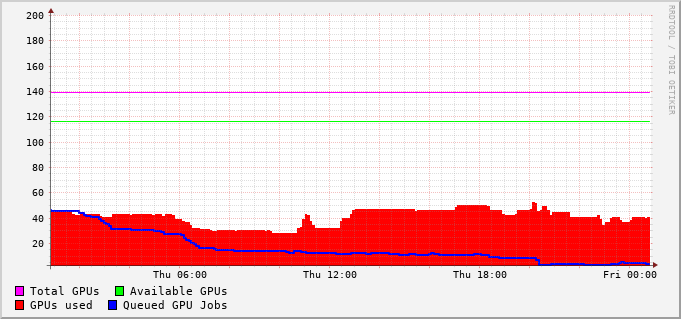 200
180
160
140
120
100
80
60
40
20
Thu 06:00 Thu 12:00 Thu 18:00 Fri 00:00
Total GPUs Available GPUs
GPUs used Queued GPU Jobs
RRDTOOL / TOBI OETIKER